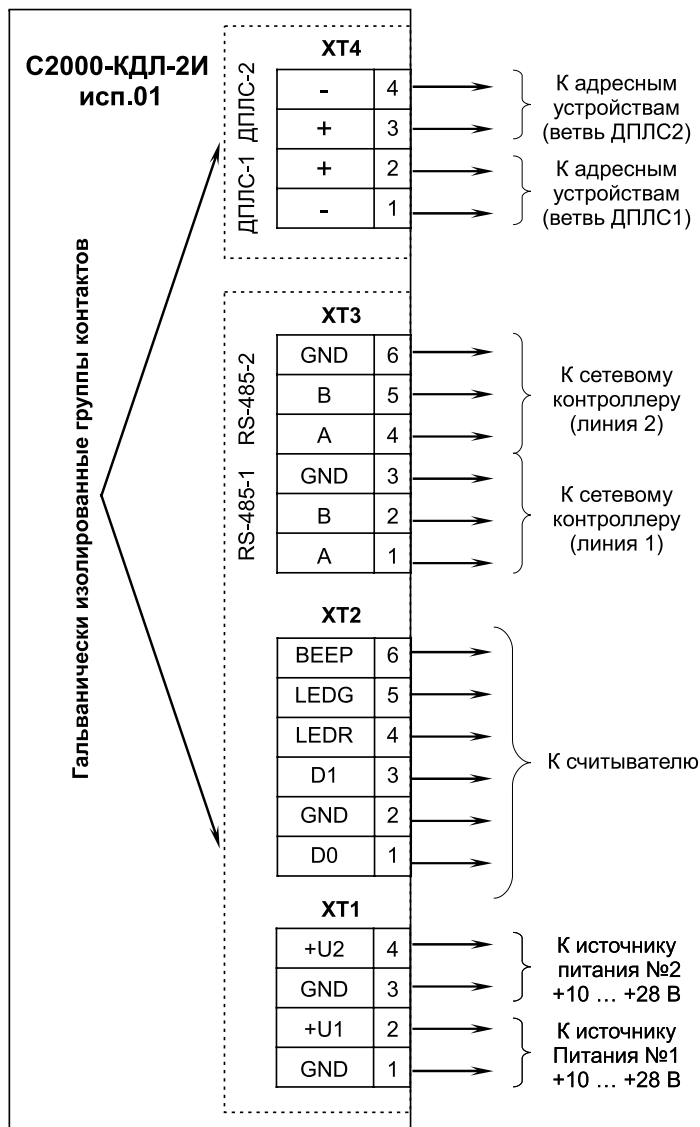 С2000-КДЛ-2И
исп.01
Гальванически изолированные группы контактов
XT4
ДПЛС-2
- 4
+ 3
К адресным
устройствам
(ветвь ДПЛС2)
ДПЛС-1
+ 2
- 1
К адресным
устройствам
(ветвь ДПЛС1)
XT3
RS-485-2
GND 6
B 5
A 4
К сетевому
контроллеру
(линия 2)
RS-485-1
GND 3
B 2
A 1
К сетевому
контроллеру
(линия 1)
XT2
BEEP 6
LEDG 5
LEDR 4
D1 3
GND 2
D0 1
К считывателю
XT1
+U2 4
GND 3
К источнику
питания №2
+10 ... +28 В
+U1 2
GND 1
К источнику
Питания №1
+10 ... +28 В